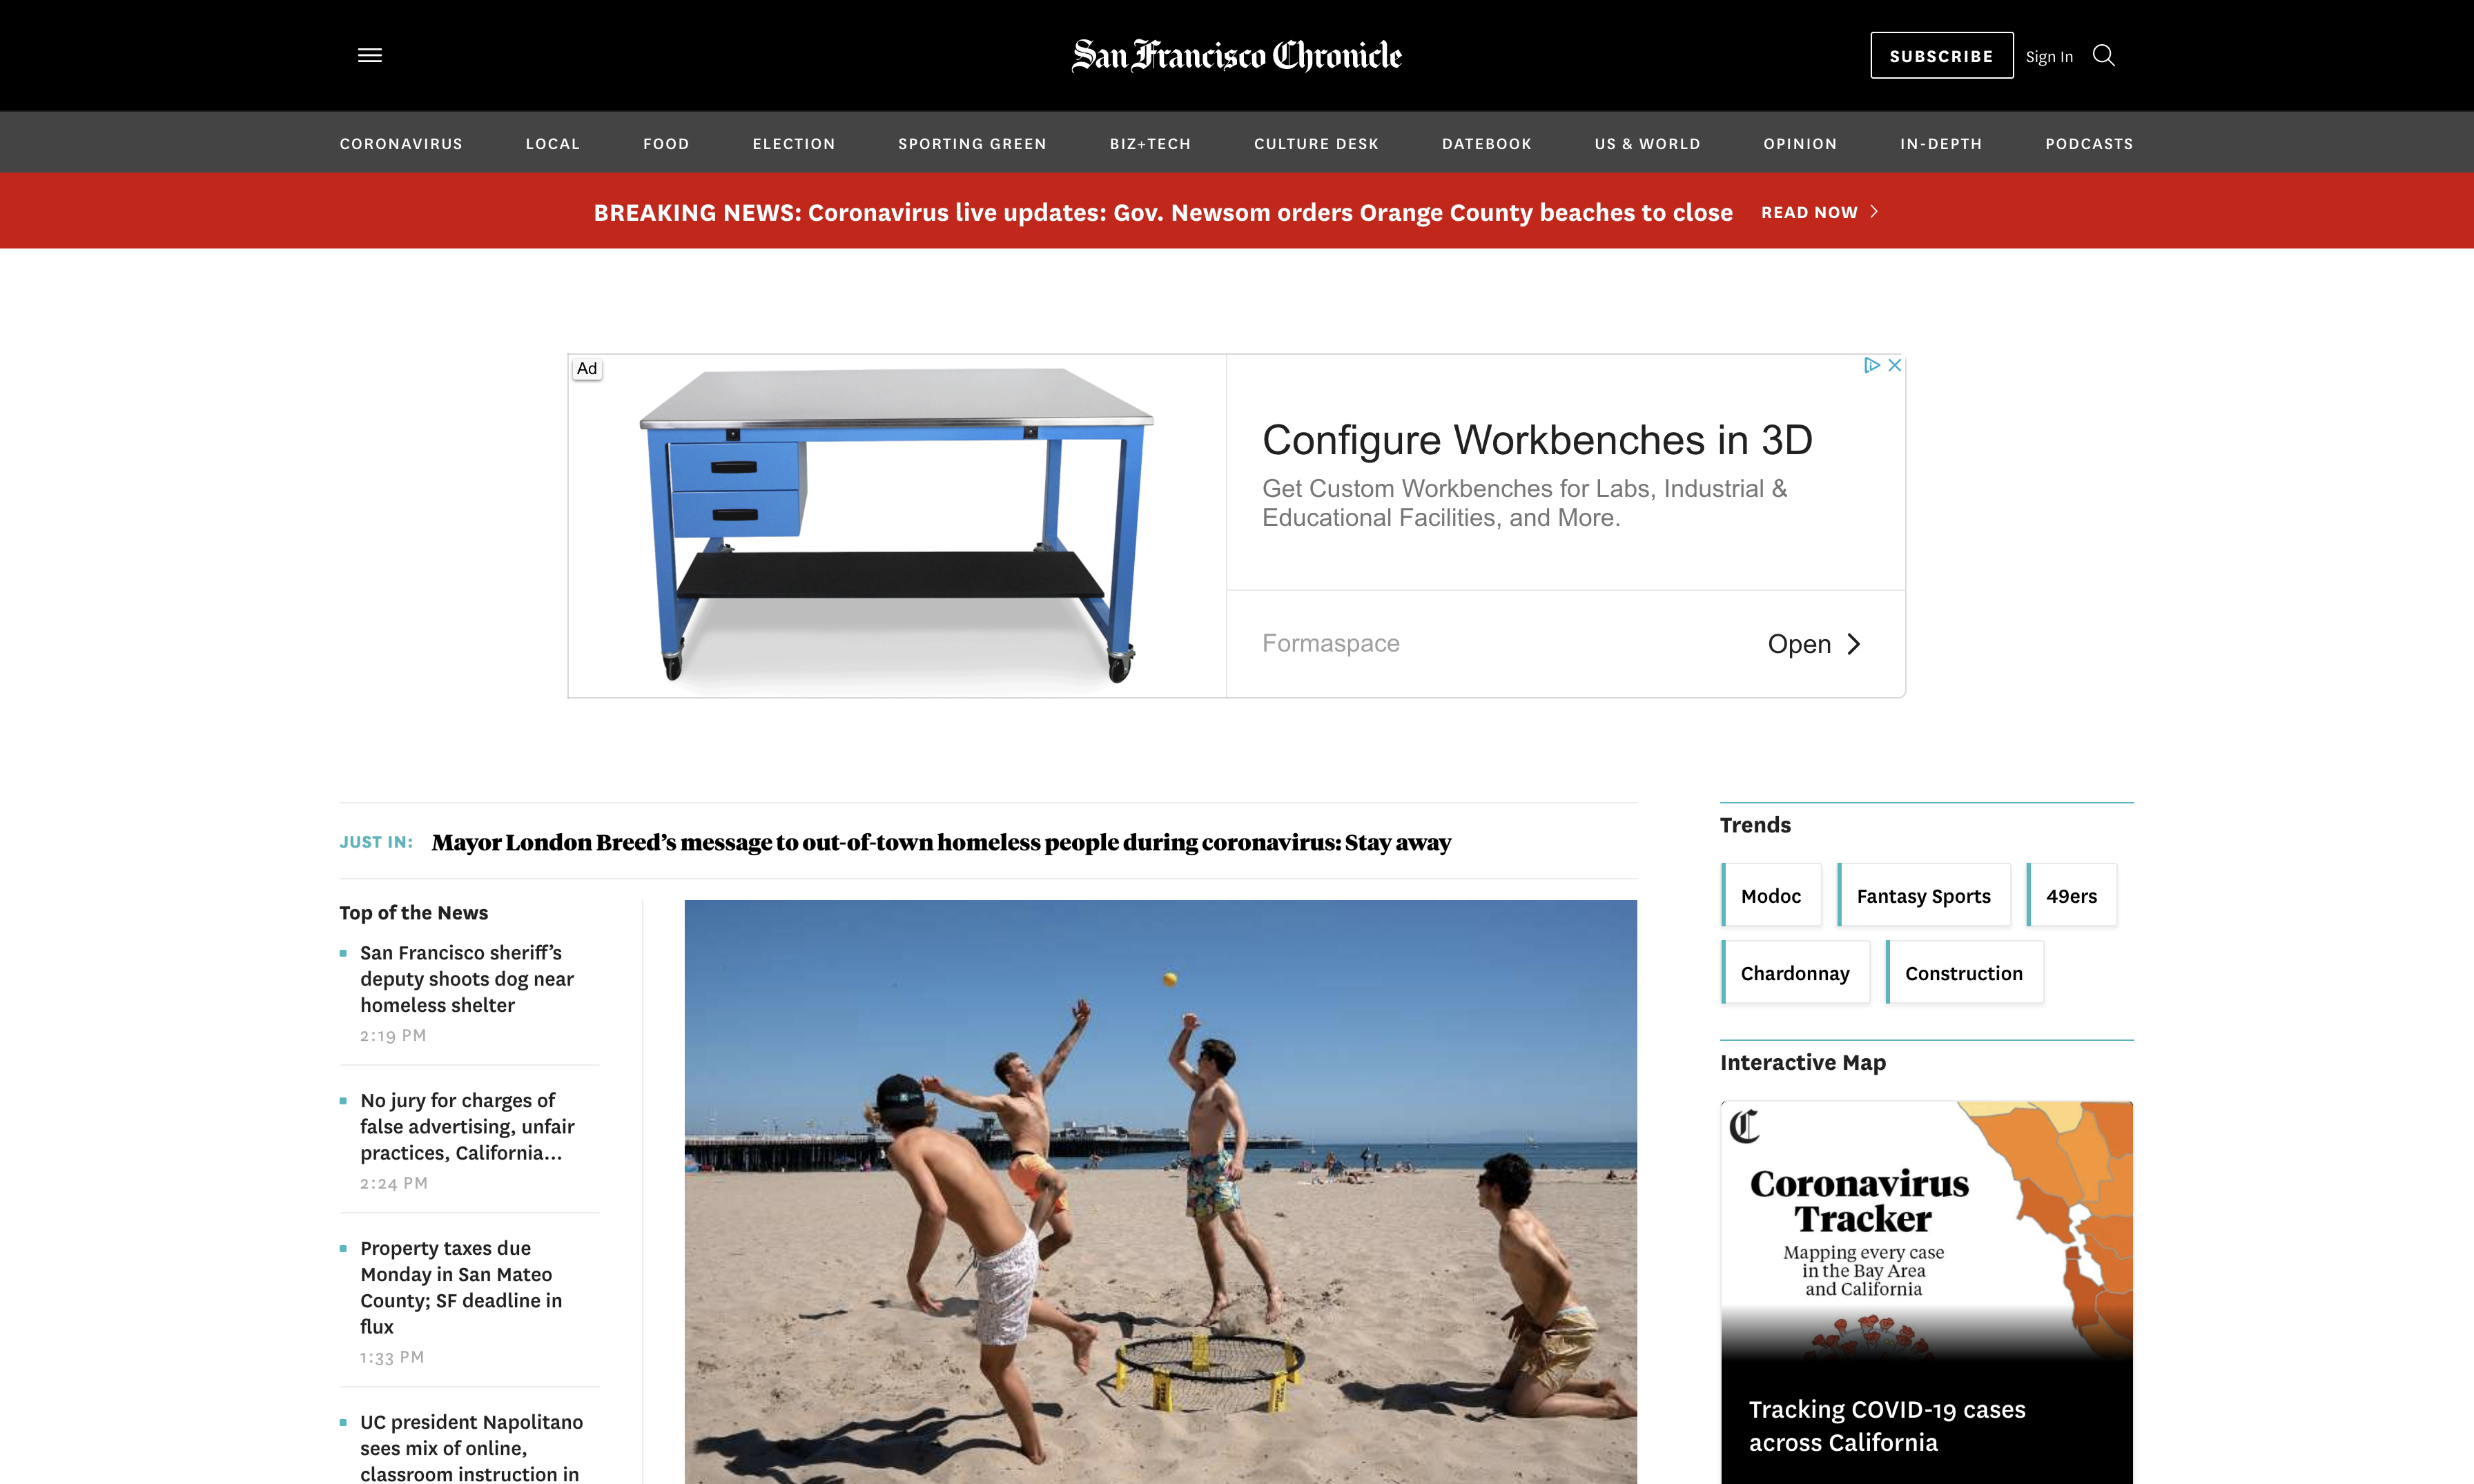 San Francisco Chronicle
SUBSCRIBE
Sign In
CORONAVIRUS
LOCAL
FOOD
ELECTION
SPORTING GREEN
BIZ+TECH
CULTURE DESK
DATEBOOK
US & WORLD
OPINION
IN-DEPTH
PODCASTS
BREAKING NEWS: Coronavirus live updates: Gov. Newsom orders Orange County beaches to close
READ NOW
Ad
Configure Workbenches in 3D
Get Custom Workbenches for Labs, Industrial &
Educational Facilities, and More.
Formaspace
Open
JUST IN:
Mayor London Breed’s message to out-of-town homeless people during coronavirus: Stay away
Top of the News
San Francisco sheriff’s
deputy shoots dog near
homeless shelter
2:19 PM
No jury for charges of
false advertising, unfair
practices, California...
2:24 PM
Property taxes due
Monday in San Mateo
County; SF deadline in
flux
1:33 PM
UC president Napolitano
sees mix of online,
classroom instruction in
Trends
Modoc
Fantasy Sports
49ers
Chardonnay
Construction
Interactive Map
C
Coronavirus
Tracker
Mapping every case
in the Bay Area
and California
Tracking COVID-19 cases
across California